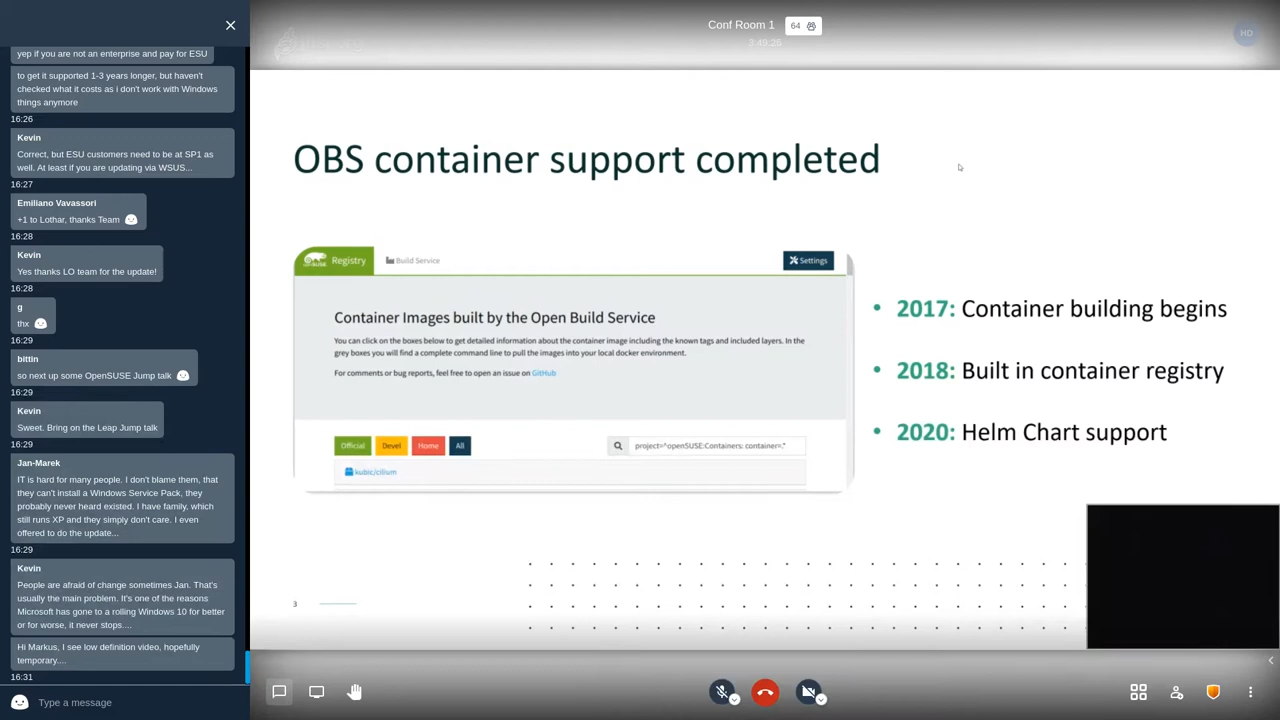 yep if you are not an enterprise and pay for ESU
to get it supported 1-3 years longer, but haven't
checked what it costs as i don't work with Windows
things anymore
16:26
Kevin
Correct, but ESU customers need to be at SP1 as
well. At least if you are updating via WSUS...
16:27
Emiliano Vavassori
+1 to Lothar, thanks Team
16:28
Kevin
Yes thanks LO team for the update!
16:28
g
thx
16:29
bittin
so next up some OpenSUSE Jump talk
16:29
Kevin
Sweet. Bring on the Leap Jump talk
16:29
Jan-Marek
IT is hard for many people. I don't blame them, that
they can't install a Windows Service Pack, they
probably never heard existed. I have family, which
still runs XP and they simply don't care. I even
offered to do the update...
16:29
Kevin
People are afraid of change sometimes Jan. That's
usually the main problem. It's one of the reasons
Microsoft has gone to a rolling Windows 10 for better
or for worse, it never stops....
Hi Markus, I see low definition video, hopefully
temporary....
16:31
Type a message
Conf Room 1 64
3:49:26
HD
OBS container support completed
Registry Build Service Settings
Container Images built by the Open Build Service
You can click on the boxes below to get detailed information about the container image including the known tags and included layers. In the
grey boxes you will find a complete command line to pull the images into your local docker environment.
For comments or bug reports, feel free to open an issue on GitHub
Official Devel Home All project=^openSUSE:Containers: container=.*
kubic/cilium
• 2017: Container building begins
• 2018: Built in container registry
• 2020: Helm Chart support
3